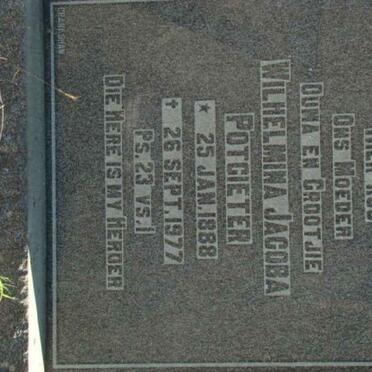 ONS MOEDER
OUMA EN GROOTJIE
WILHELMINA JACOBA
POTGIETER
★ 25 JAN.1888
✝ 26 SEPT.1977
PS. 23 VS.1
DIE HERE IS MY HERDER